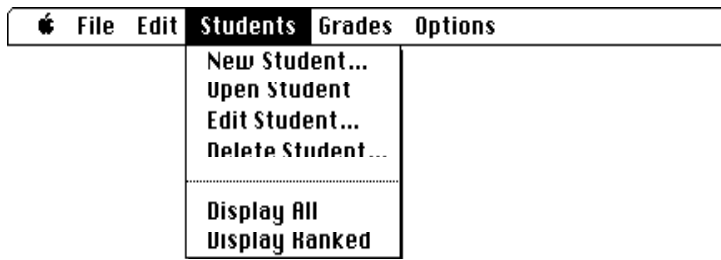 File Edit Students Grades Options
New Student...
Open Student
Edit Student...
Delete Student...
Display All
Display Ranked